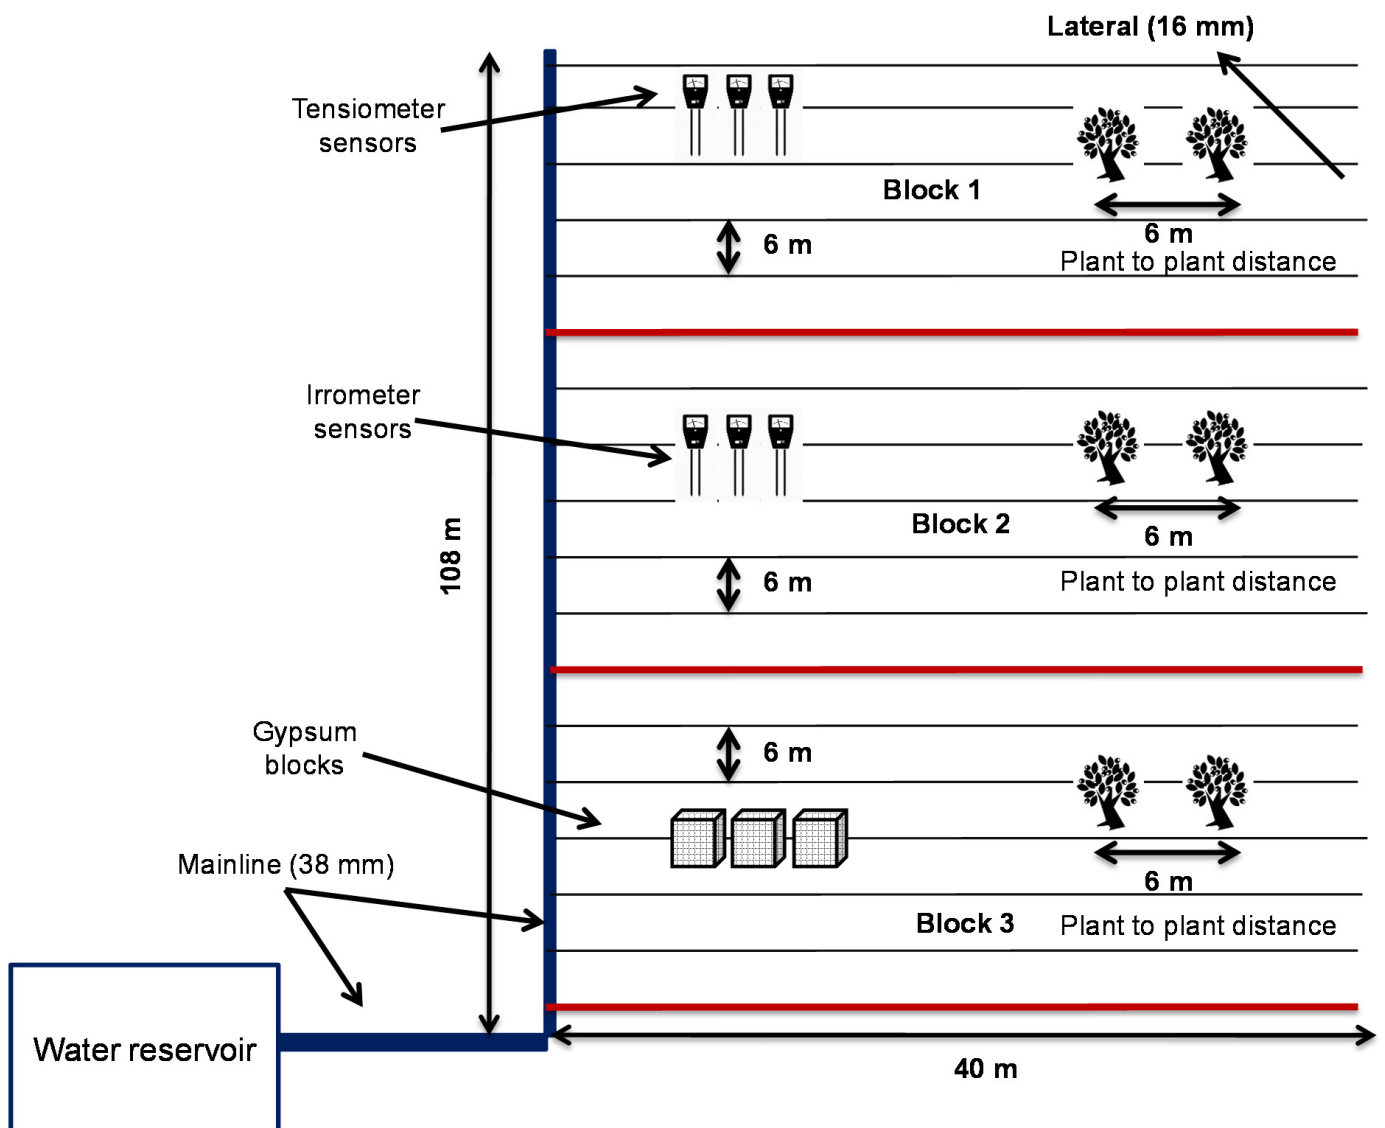 Lateral (16 mm)
Tensiometer
sensors
Block 1
6 m
6 m
Plant to plant distance
Irrometer
sensors
Block 2
6 m
108 m
6 m
Plant to plant distance
Gypsum
blocks
6 m
6 m
Mainline (38 mm)
Block 3
Plant to plant distance
Water reservoir
40 m